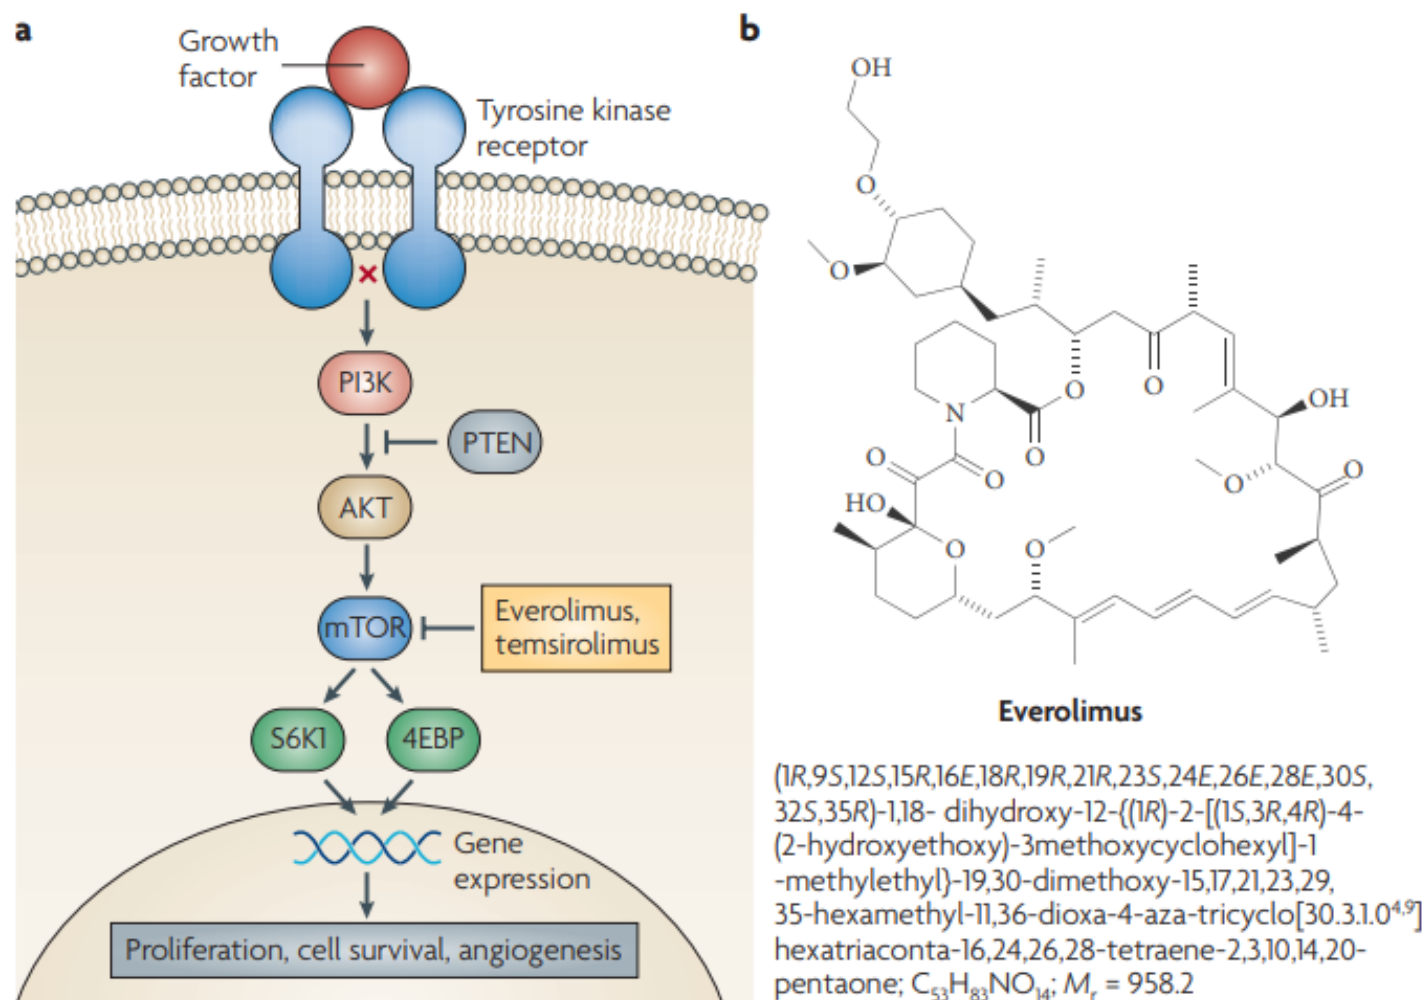 a
Growth
factor
Tyrosine kinase
receptor
×
PI3K
PTEN
AKT
mTOR
Everolimus,
temsirolimus
S6K1
4EBP
Gene
expression
Proliferation, cell survival, angiogenesis
b
OH
O
O
O
O
OH
N
O
O
O
O
O
HO
O
O
Everolimus
(1R,9S,12S,15R,16E,18R,19R,21R,23S,24E,26E,28E,30S,
32S,35R)-1,18- dihydroxy-12-{(1R)-2-[(1S,3R,4R)-4-
(2-hydroxyethoxy)-3methoxycyclohexyl]-1
-methylethyl}-19,30-dimethoxy-15,17,21,23,29,
35-hexamethyl-11,36-dioxa-4-aza-tricyclo[30.3.1.0⁴,⁹]
hexatriaconta-16,24,26,28-tetraene-2,3,10,14,20-
pentaone; C₅₃H₈₃NO₁₄; Mᵣ = 958.2